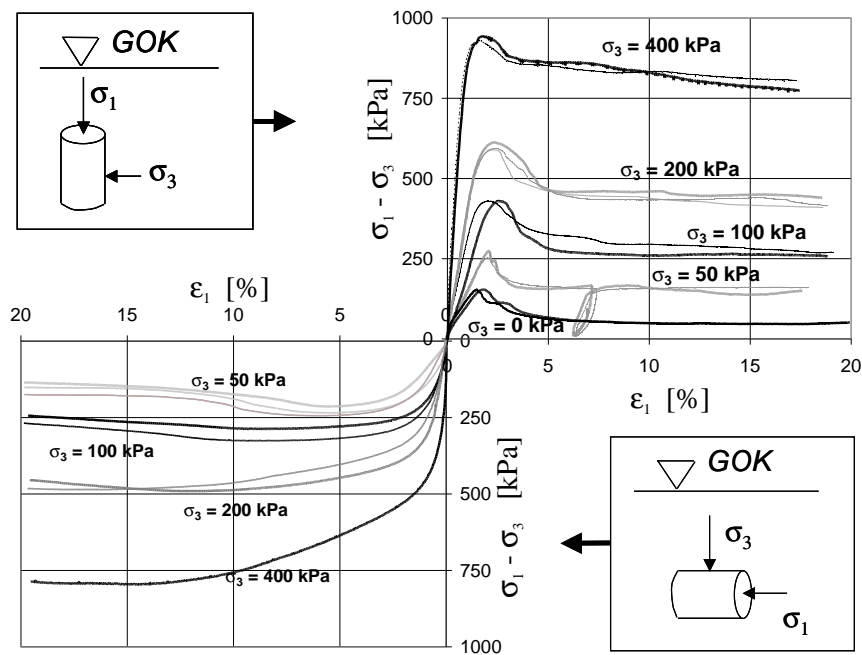 GOK
σ1
σ3
1000
750
500
250
0
σ1 - σ3 [kPa]
σ3 = 400 kPa
σ3 = 200 kPa
σ3 = 100 kPa
σ3 = 50 kPa
σ3 = 0 kPa
0 5 10 15 20
ε1 [%]
ε1 [%]
20 15 10 5 0
σ3 = 50 kPa
σ3 = 100 kPa
σ3 = 200 kPa
σ3 = 400 kPa
250
500
750
1000
σ1 - σ3 [kPa]
GOK
σ3
σ1